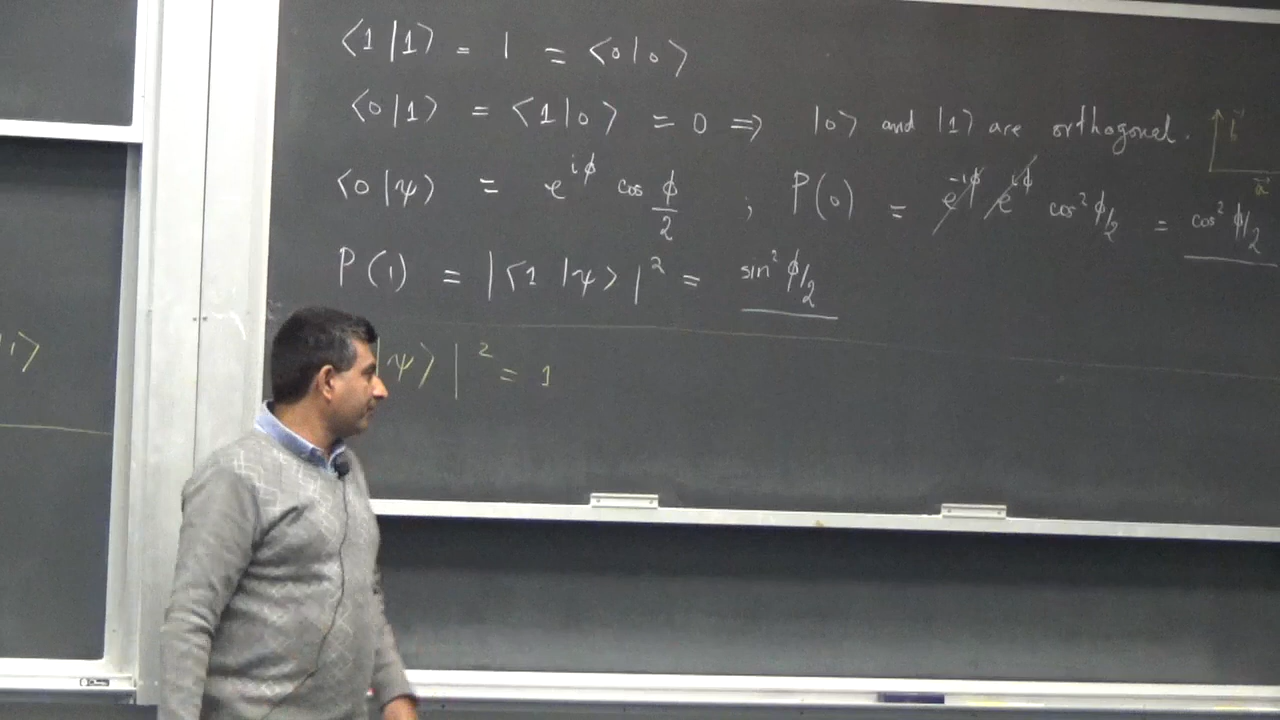 ⟨1|1⟩ = 1 = ⟨0|0⟩
⟨0|1⟩ = ⟨1|0⟩ = 0 ⇒ |0⟩ and |1⟩ are orthogonal.
b⃗
a⃗
⟨0|ψ⟩ = e^{iϕ} cos ϕ/2 ; P(0) = e^{-iϕ} e^{iϕ} cos² ϕ/2 = cos² ϕ/2
P(1) = |⟨1|ψ⟩|² = sin² ϕ/2
1⟩
|ψ⟩|² = 1